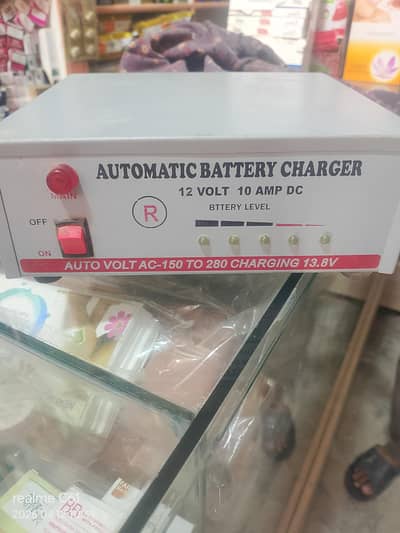 AUTOMATIC BATTERY CHARGER
12 VOLT 10 AMP DC
MAIN
BTTERY LEVEL
R
OFF
ON
AUTO VOLT AC-150 TO 280 CHARGING 13.8V
realme